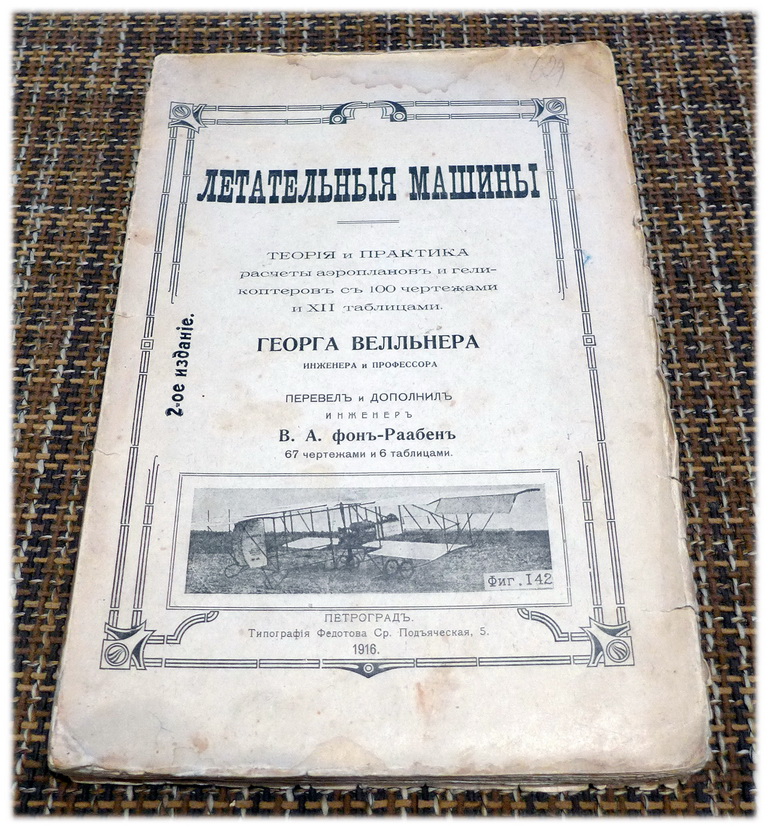 ЛЕТАТЕЛЬНЫЯ МАШИНЫ
ТЕОРІЯ и ПРАКТИКА
расчеты аэроплановъ и гели-
коптеровъ съ 100 чертежами
и XII таблицами.
ГЕОРГА ВЕЛЛЬНЕРА
ИНЖЕНЕРА и ПРОФЕССОРА
2-ое изданіе.
ПЕРЕВЕЛЪ и ДОПОЛНИЛЪ
ИНЖЕНЕРЪ
В. А. фонъ-Раабенъ
67 чертежами и 6 таблицами.
Фиг. 142
ПЕТРОГРАДЪ.
Типографія Федотова Ср. Подъяческая, 5.
1916.